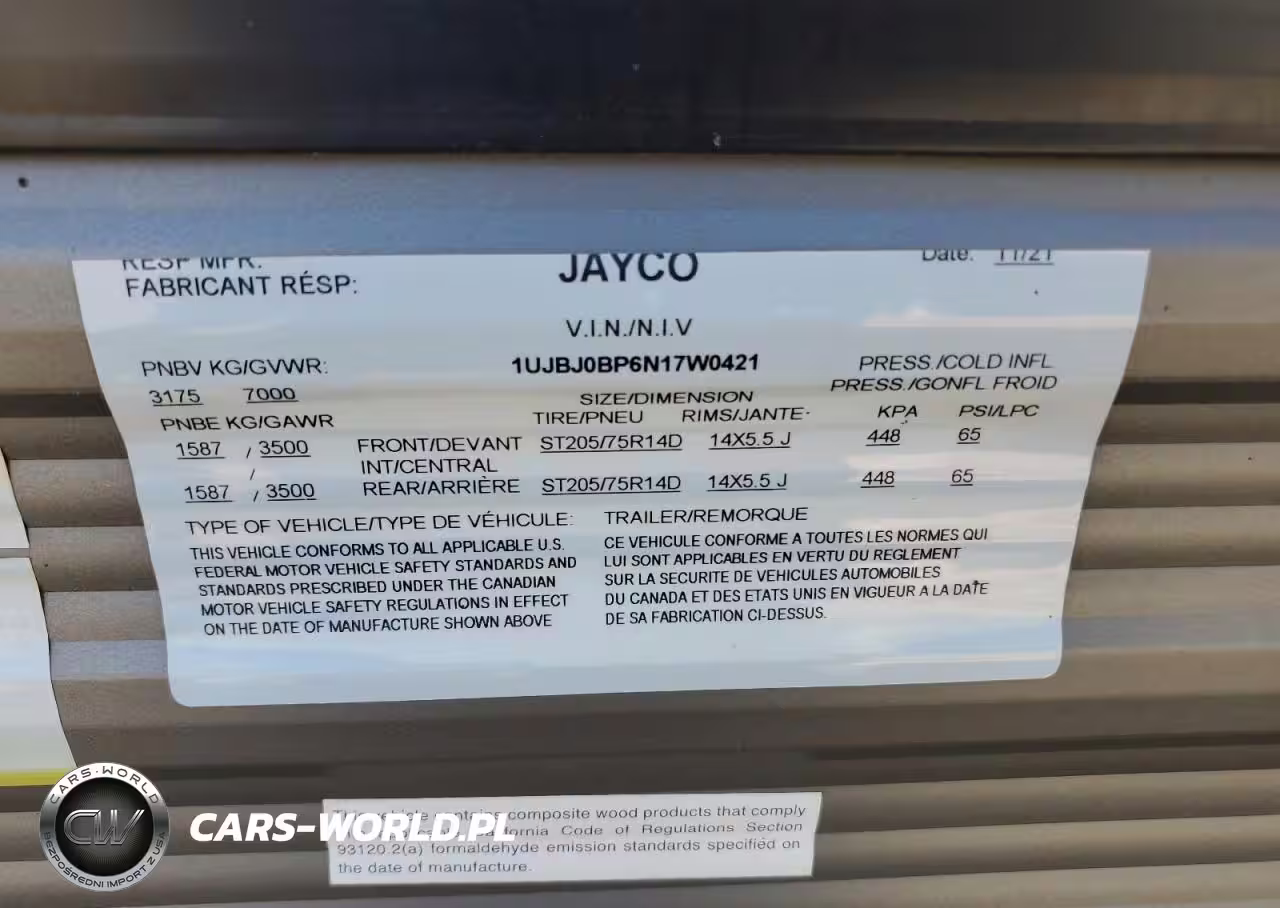 RESP MFR.
FABRICANT RÉSP:
JAYCO
Date: 11/21
V.I.N./N.I.V
PNBV KG/GVWR:
1UJBJ0BP6N17W0421
PRESS./COLD INFL
PRESS./GONFL FROID
3175 7000
SIZE/DIMENSION
PNBE KG/GAWR
TIRE/PNEU RIMS/JANTE
KPA PSI/LPC
1587 / 3500 FRONT/DEVANT ST205/75R14D 14X5.5 J 448 65
/ INT/CENTRAL
1587 / 3500 REAR/ARRIÈRE ST205/75R14D 14X5.5 J 448 65
TYPE OF VEHICLE/TYPE DE VÉHICULE: TRAILER/REMORQUE
THIS VEHICLE CONFORMS TO ALL APPLICABLE U.S.
FEDERAL MOTOR VEHICLE SAFETY STANDARDS AND
STANDARDS PRESCRIBED UNDER THE CANADIAN
MOTOR VEHICLE SAFETY REGULATIONS IN EFFECT
ON THE DATE OF MANUFACTURE SHOWN ABOVE
CE VEHICULE CONFORME A TOUTES LES NORMES QUI
LUI SONT APPLICABLES EN VERTU DU REGLEMENT
SUR LA SECURITE DE VEHICULES AUTOMOBILES
DU CANADA ET DES ETATS UNIS EN VIGUEUR A LA DATE
DE SA FABRICATION CI-DESSUS.
This vehicle contains composite wood products that comply
California Code of Regulations Section
93120.2(a) formaldehyde emission standards specified on
the date of manufacture.
CARS-WORLD
CW
BEZPOŚREDNI IMPORT Z USA
CARS-WORLD.PL